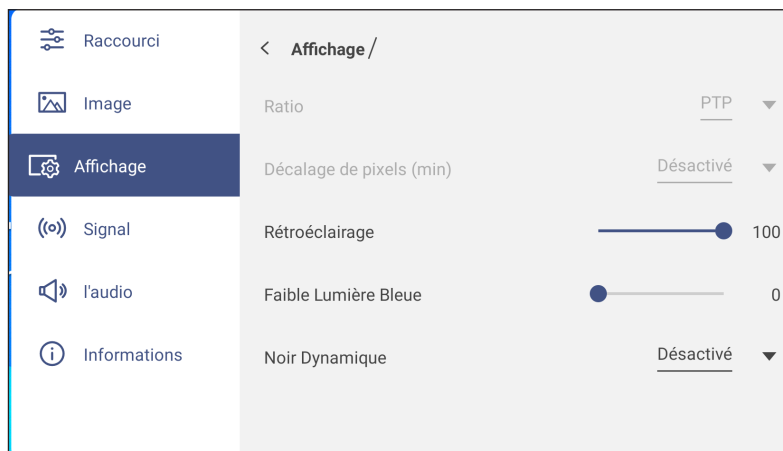 Raccourci
Image
Affichage
Signal
l'audio
Informations
< Affichage /
Ratio PTP
Décalage de pixels (min) Désactivé
Rétroéclairage 100
Faible Lumière Bleue 0
Noir Dynamique Désactivé